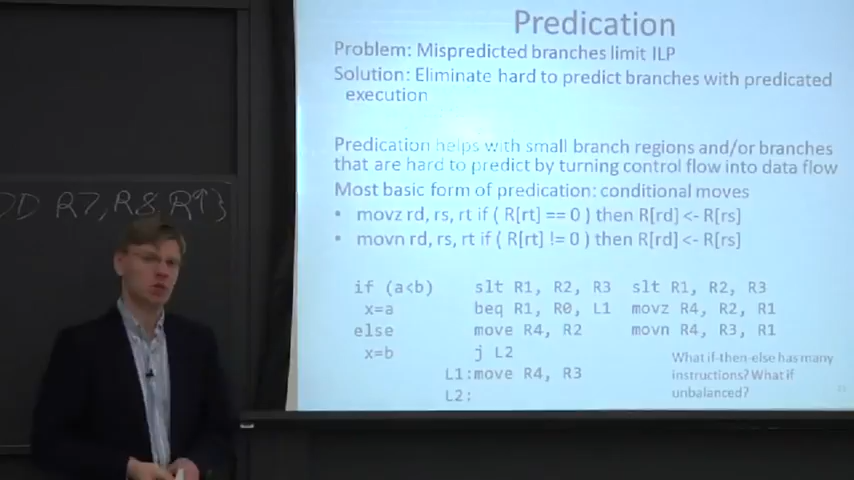 Predication
Problem: Mispredicted branches limit ILP
Solution: Eliminate hard to predict branches with predicated
execution
Predication helps with small branch regions and/or branches
that are hard to predict by turning control flow into data flow
Most basic form of predication: conditional moves
• movz rd, rs, rt if ( R[rt] == 0 ) then R[rd] <- R[rs]
• movn rd, rs, rt if ( R[rt] != 0 ) then R[rd] <- R[rs]
if (a<b)
x=a
else
x=b
slt R1, R2, R3
beq R1, R0, L1
move R4, R2
j L2
L1:move R4, R3
L2:
slt R1, R2, R3
movz R4, R2, R1
movn R4, R3, R1
What if-then-else has many
instructions? What if
unbalanced?
DD R7, R8, R9}